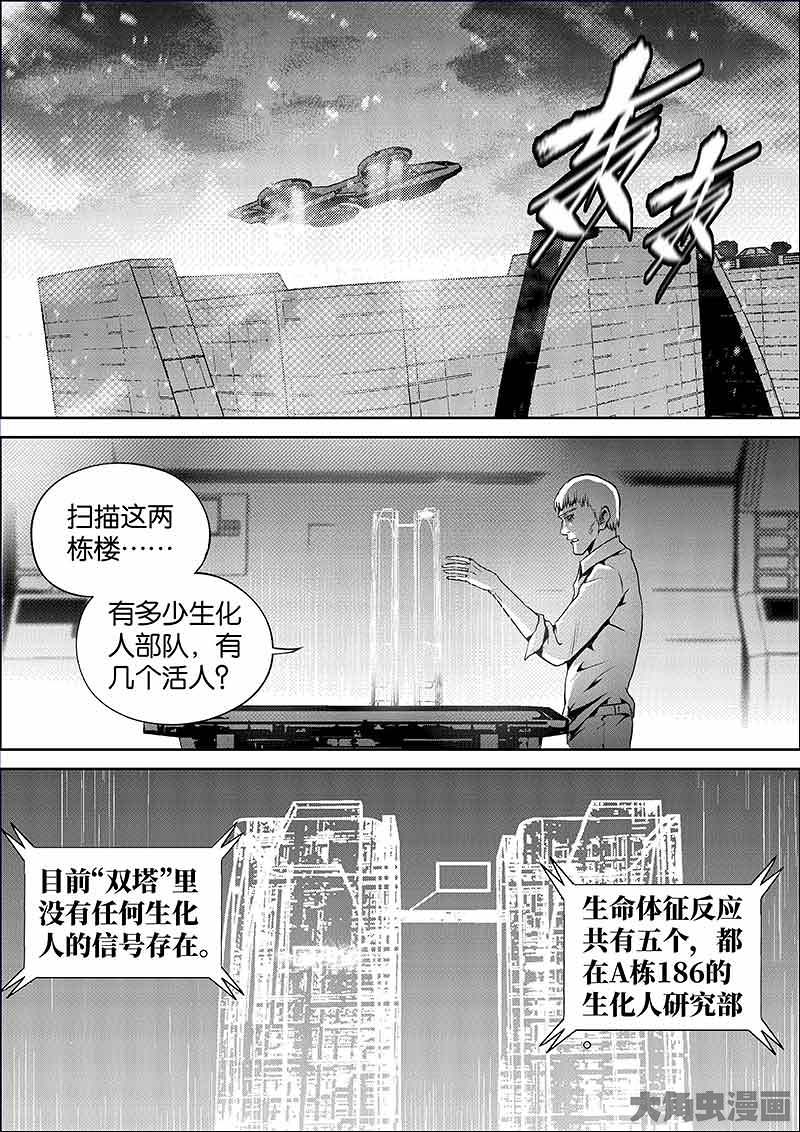 扫描这两
栋楼……
有多少生化
人部队，有
几个活人？
目前“双塔”里
没有任何生化
人的信号存在。
生命体征反应
共有五个，都
在A栋186的
生化人研究部
。
大角虫漫画